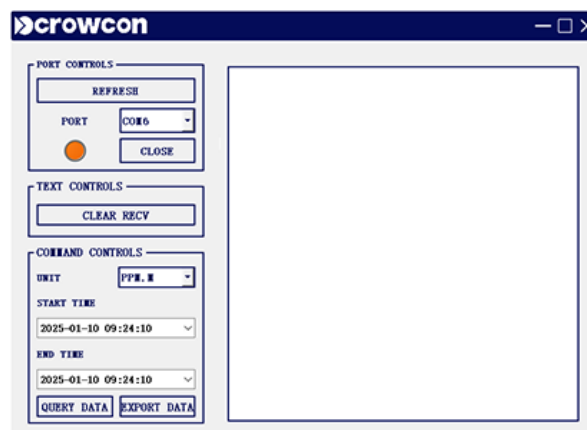 crowcon
PORT CONTROLS
REFRESH
PORT
COM6
CLOSE
TEXT CONTROLS
CLEAR RECV
COMMAND CONTROLS
UNIT
PPM.M
START TIME
2025-01-10 09:24:10
END TIME
2025-01-10 09:24:10
QUERY DATA
EXPORT DATA